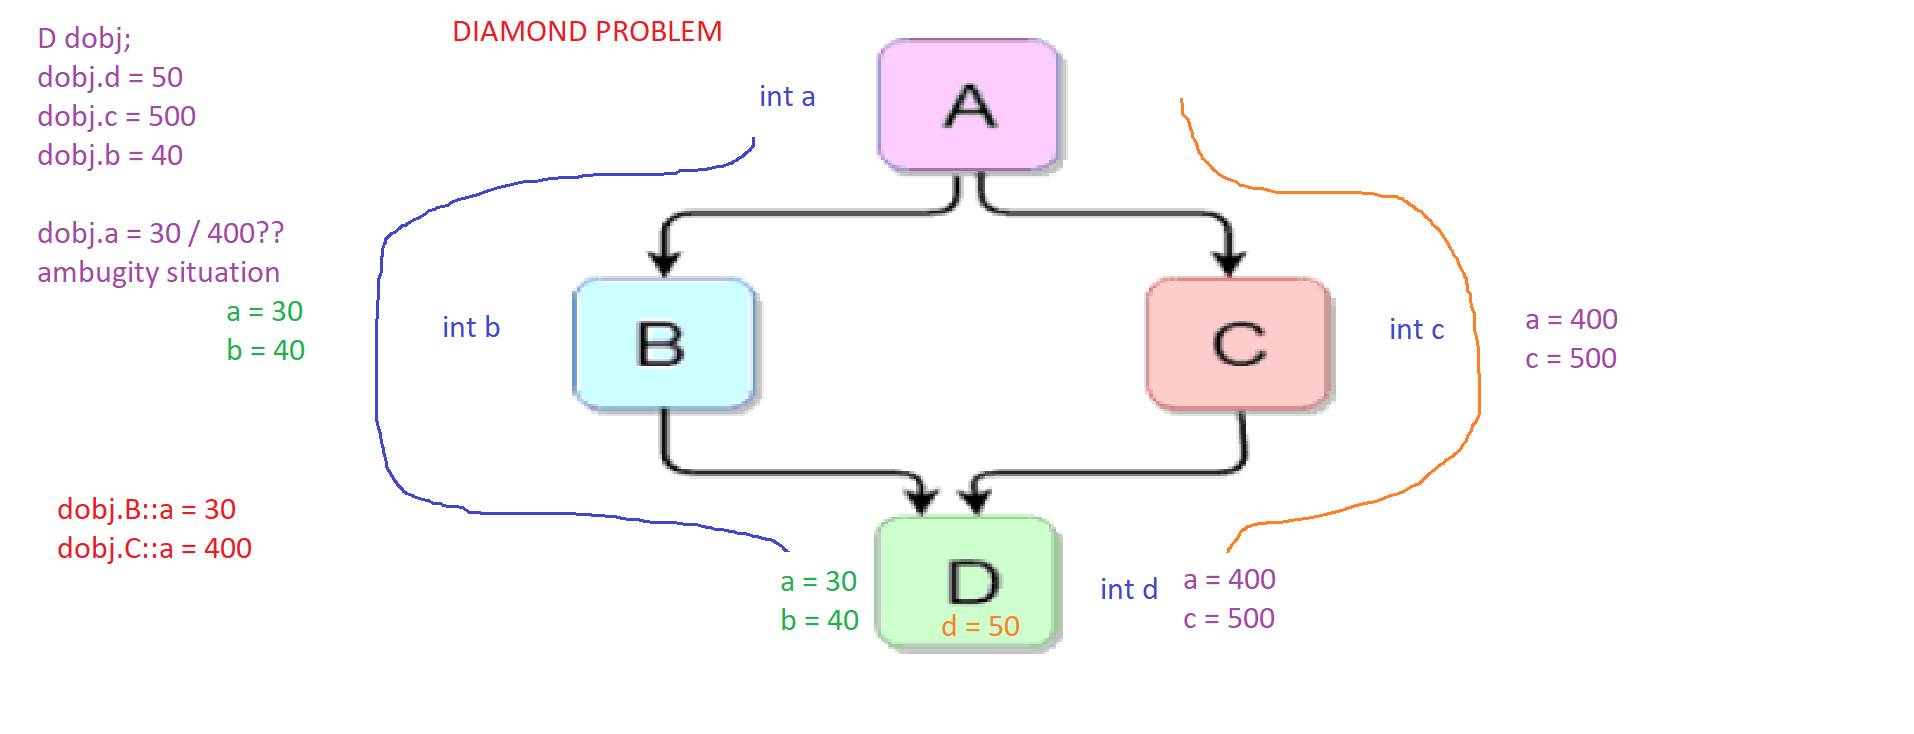 DIAMOND PROBLEM
D dobj;
dobj.d = 50
dobj.c = 500
dobj.b = 40
dobj.a = 30 / 400??
ambugity situation
a = 30
b = 40
dobj.B::a = 30
dobj.C::a = 400
int a
A
int b
B
C
int c
a = 400
c = 500
a = 30
b = 40
D
d = 50
int d
a = 400
c = 500